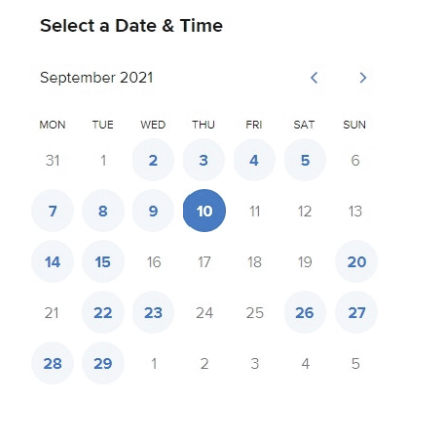 Select a Date & Time
September 2021
MON TUE WED THU FRI SAT SUN
31 1 2 3 4 5 6
7 8 9 10 11 12 13
14 15 16 17 18 19 20
21 22 23 24 25 26 27
28 29 1 2 3 4 5